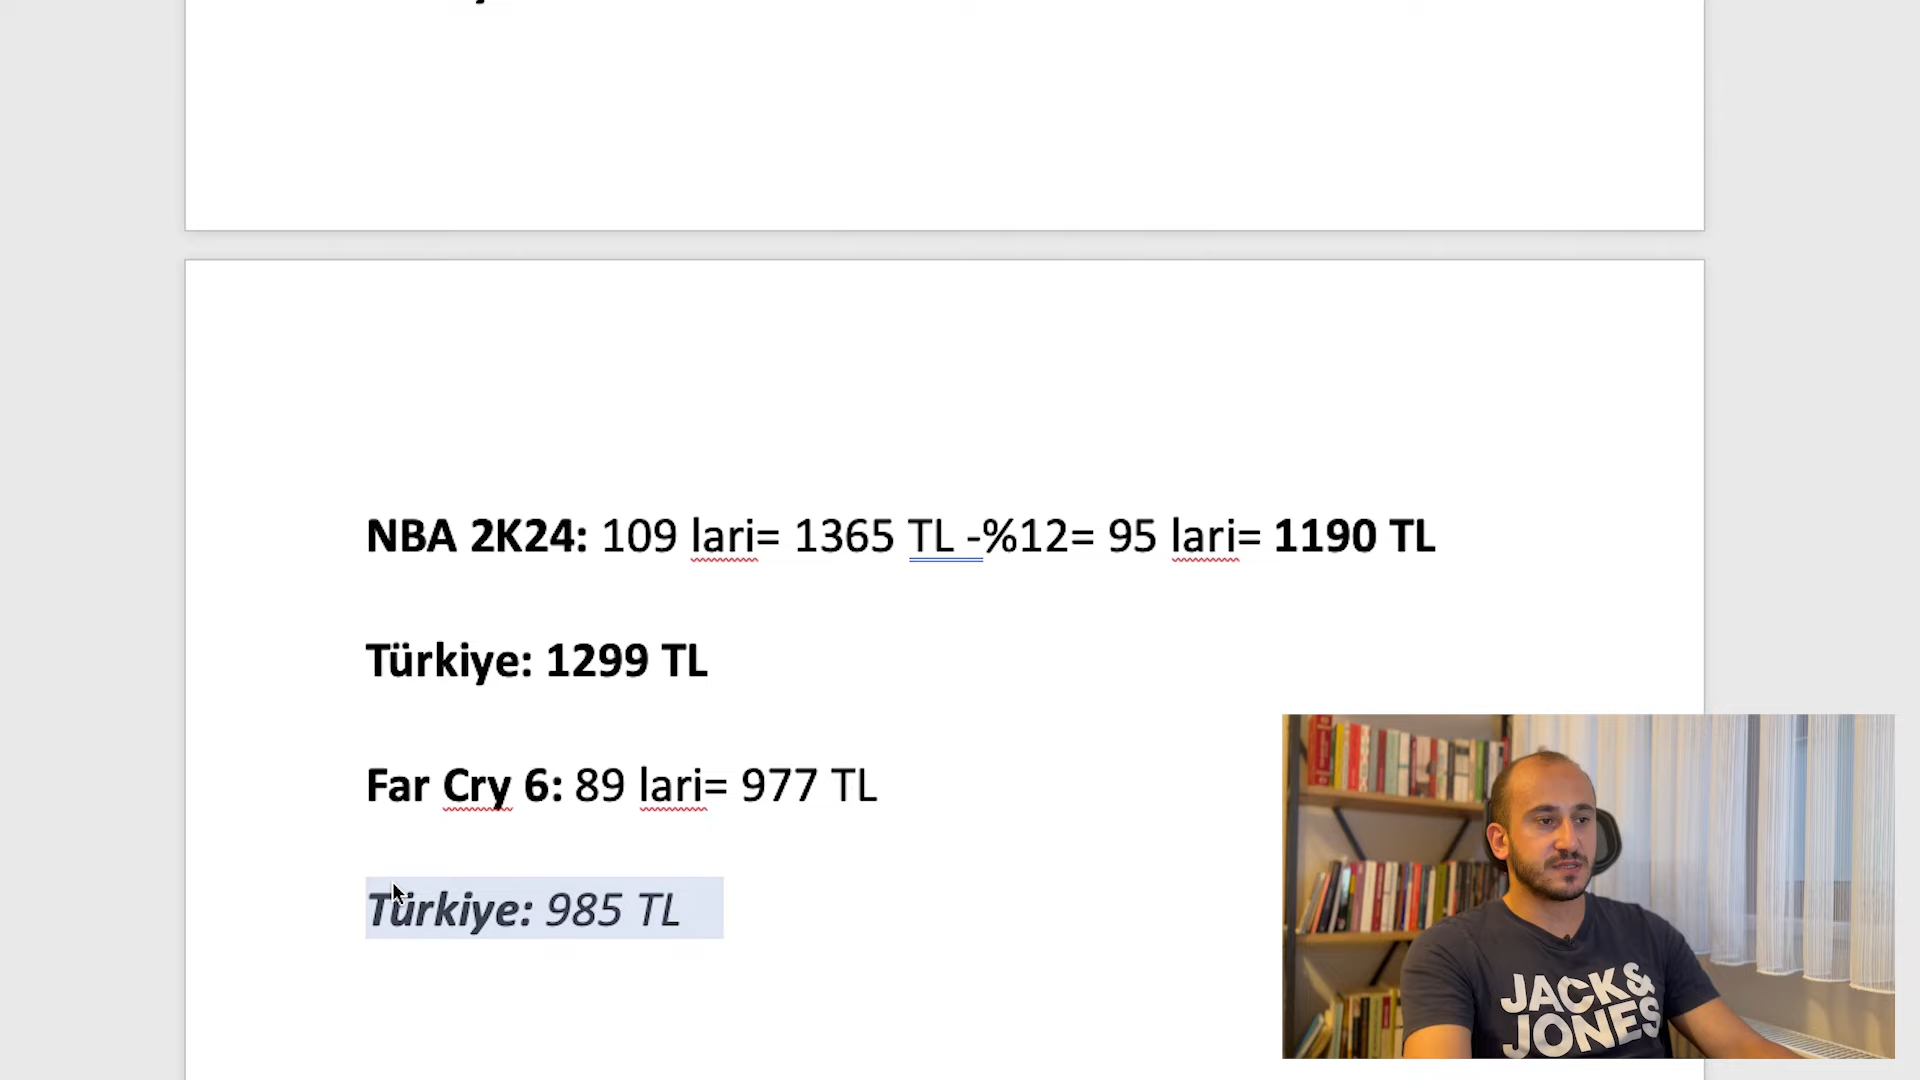 NBA 2K24: 109 lari= 1365 TL -%12= 95 lari= 1190 TL
Türkiye: 1299 TL
Far Cry 6: 89 lari= 977 TL
Türkiye: 985 TL
JACK&
JONES